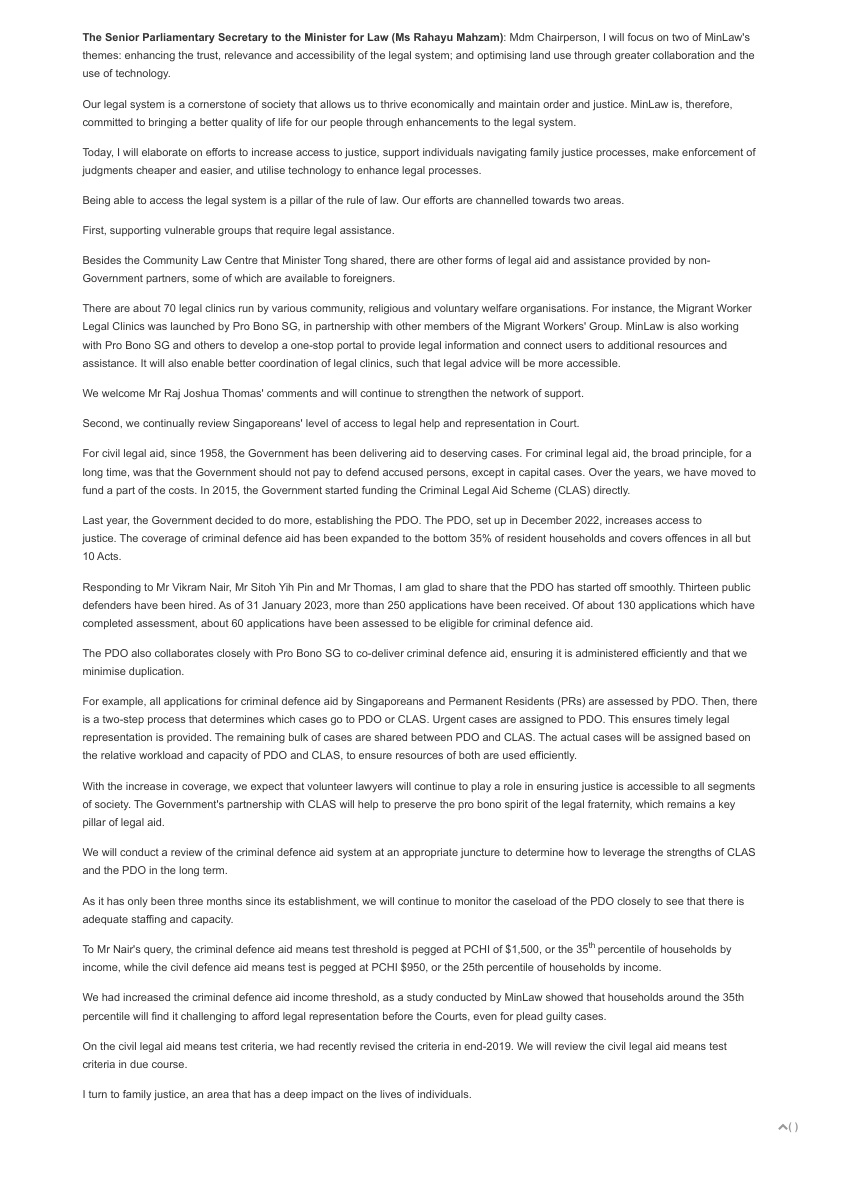 The Senior Parliamentary Secretary to the Minister for Law (Ms Rahayu Mahzam): Mdm Chairperson, I will focus on two of MinLaw's
themes: enhancing the trust, relevance and accessibility of the legal system; and optimising land use through greater collaboration and the
use of technology.
Our legal system is a cornerstone of society that allows us to thrive economically and maintain order and justice. MinLaw is, therefore,
committed to bringing a better quality of life for our people through enhancements to the legal system.
Today, I will elaborate on efforts to increase access to justice, support individuals navigating family justice processes, make enforcement of
judgments cheaper and easier, and utilise technology to enhance legal processes.
Being able to access the legal system is a pillar of the rule of law. Our efforts are channelled towards two areas.
First, supporting vulnerable groups that require legal assistance.
Besides the Community Law Centre that Minister Tong shared, there are other forms of legal aid and assistance provided by non-
Government partners, some of which are available to foreigners.
There are about 70 legal clinics run by various community, religious and voluntary welfare organisations. For instance, the Migrant Worker
Legal Clinics was launched by Pro Bono SG, in partnership with other members of the Migrant Workers' Group. MinLaw is also working
with Pro Bono SG and others to develop a one-stop portal to provide legal information and connect users to additional resources and
assistance. It will also enable better coordination of legal clinics, such that legal advice will be more accessible.
We welcome Mr Raj Joshua Thomas' comments and will continue to strengthen the network of support.
Second, we continually review Singaporeans' level of access to legal help and representation in Court.
For civil legal aid, since 1958, the Government has been delivering aid to deserving cases. For criminal legal aid, the broad principle, for a
long time, was that the Government should not pay to defend accused persons, except in capital cases. Over the years, we have moved to
fund a part of the costs. In 2015, the Government started funding the Criminal Legal Aid Scheme (CLAS) directly.
Last year, the Government decided to do more, establishing the PDO. The PDO, set up in December 2022, increases access to
justice. The coverage of criminal defence aid has been expanded to the bottom 35% of resident households and covers offences in all but
10 Acts.
Responding to Mr Vikram Nair, Mr Sitoh Yih Pin and Mr Thomas, I am glad to share that the PDO has started off smoothly. Thirteen public
defenders have been hired. As of 31 January 2023, more than 250 applications have been received. Of about 130 applications which have
completed assessment, about 60 applications have been assessed to be eligible for criminal defence aid.
The PDO also collaborates closely with Pro Bono SG to co-deliver criminal defence aid, ensuring it is administered efficiently and that we
minimise duplication.
For example, all applications for criminal defence aid by Singaporeans and Permanent Residents (PRs) are assessed by PDO. Then, there
is a two-step process that determines which cases go to PDO or CLAS. Urgent cases are assigned to PDO. This ensures timely legal
representation is provided. The remaining bulk of cases are shared between PDO and CLAS. The actual cases will be assigned based on
the relative workload and capacity of PDO and CLAS, to ensure resources of both are used efficiently.
With the increase in coverage, we expect that volunteer lawyers will continue to play a role in ensuring justice is accessible to all segments
of society. The Government's partnership with CLAS will help to preserve the pro bono spirit of the legal fraternity, which remains a key
pillar of legal aid.
We will conduct a review of the criminal defence aid system at an appropriate juncture to determine how to leverage the strengths of CLAS
and the PDO in the long term.
As it has only been three months since its establishment, we will continue to monitor the caseload of the PDO closely to see that there is
adequate staffing and capacity.
To Mr Nair's query, the criminal defence aid means test threshold is pegged at PCHI of $1,500, or the 35th percentile of households by
income, while the civil defence aid means test is pegged at PCHI $950, or the 25th percentile of households by income.
We had increased the criminal defence aid income threshold, as a study conducted by MinLaw showed that households around the 35th
percentile will find it challenging to afford legal representation before the Courts, even for plead guilty cases.
On the civil legal aid means test criteria, we had recently revised the criteria in end-2019. We will review the civil legal aid means test
criteria in due course.
I turn to family justice, an area that has a deep impact on the lives of individuals.
( )